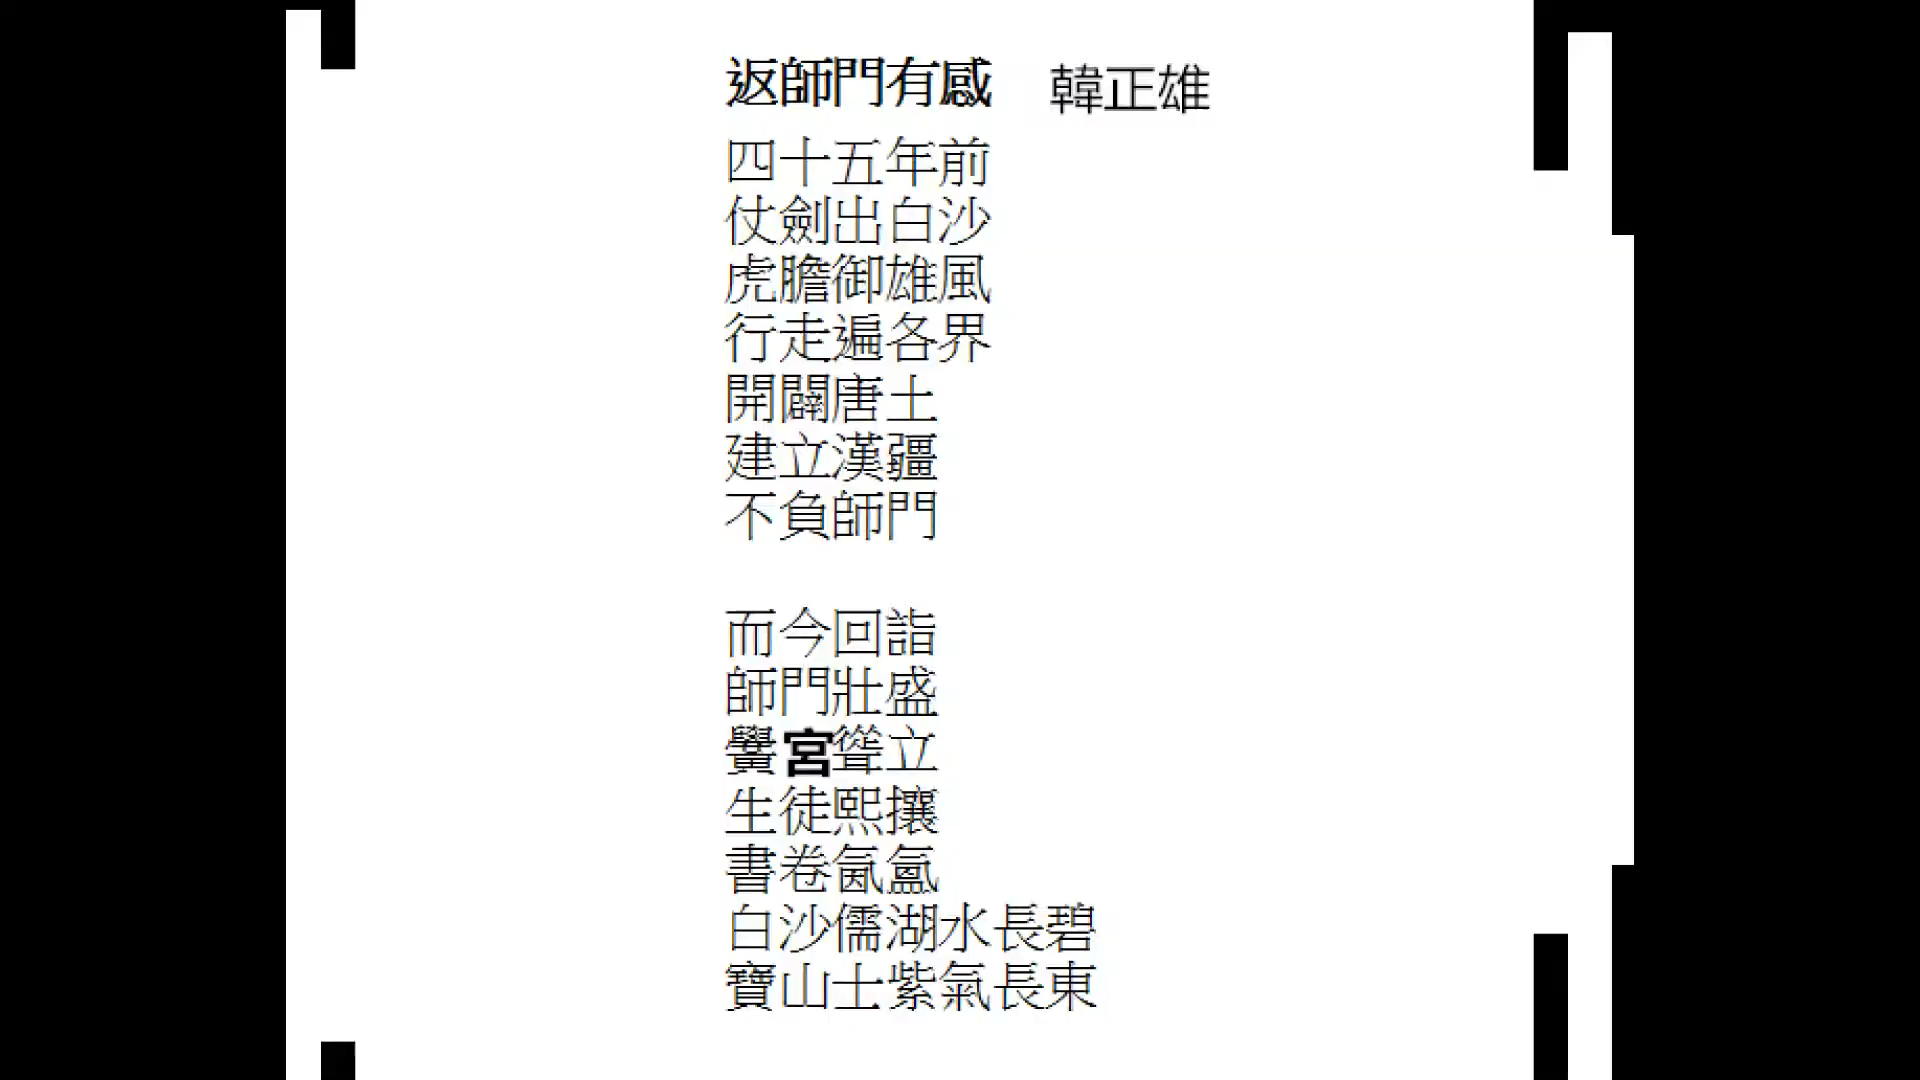 返師門有感 韓正雄
四十五年前
仗劍出白沙
虎膽御雄風
行走遍各界
開闢唐土
建立漢疆
不負師門
而今回詣
師門壯盛
黌宮聳立
生徒熙攘
書卷氤氳
白沙儒湖水長碧
寶山士紫氣長東